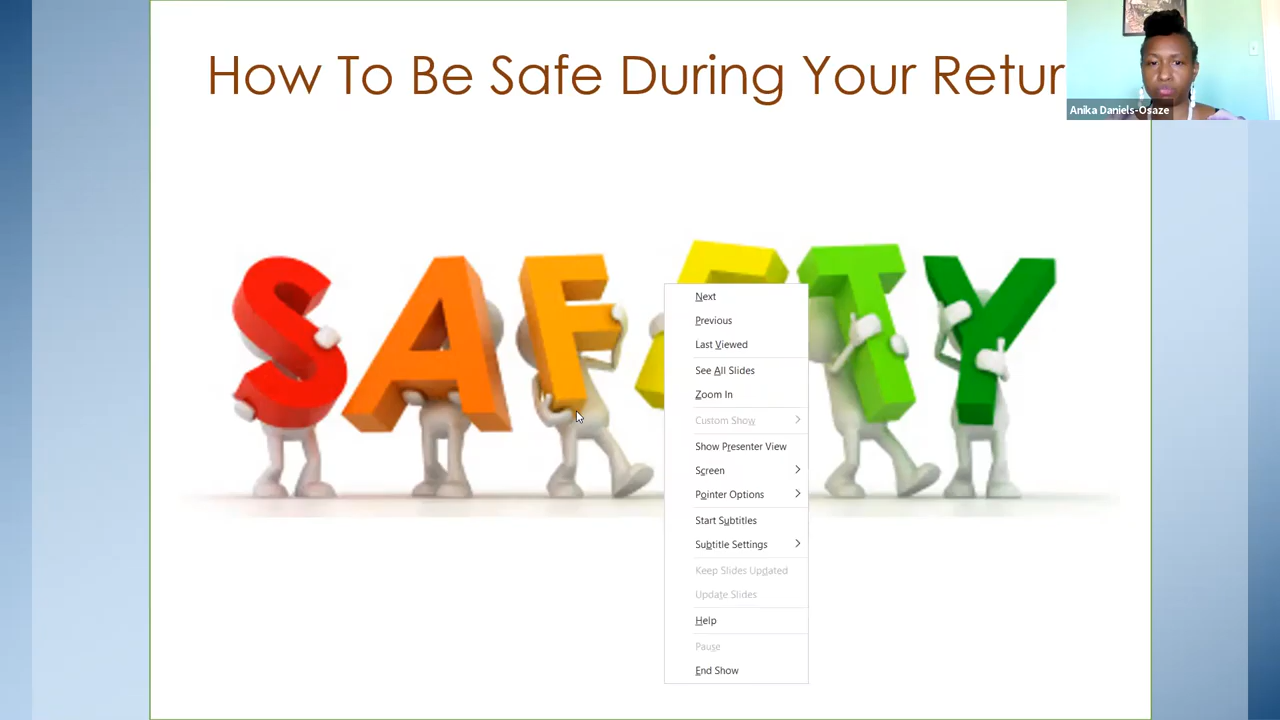 How To Be Safe During Your Retur
Anika Daniels-Osaze
SAFETY
Next
Previous
Last Viewed
See All Slides
Zoom In
Custom Show
Show Presenter View
Screen
Pointer Options
Start Subtitles
Subtitle Settings
Keep Slides Updated
Update Slides
Help
Pause
End Show